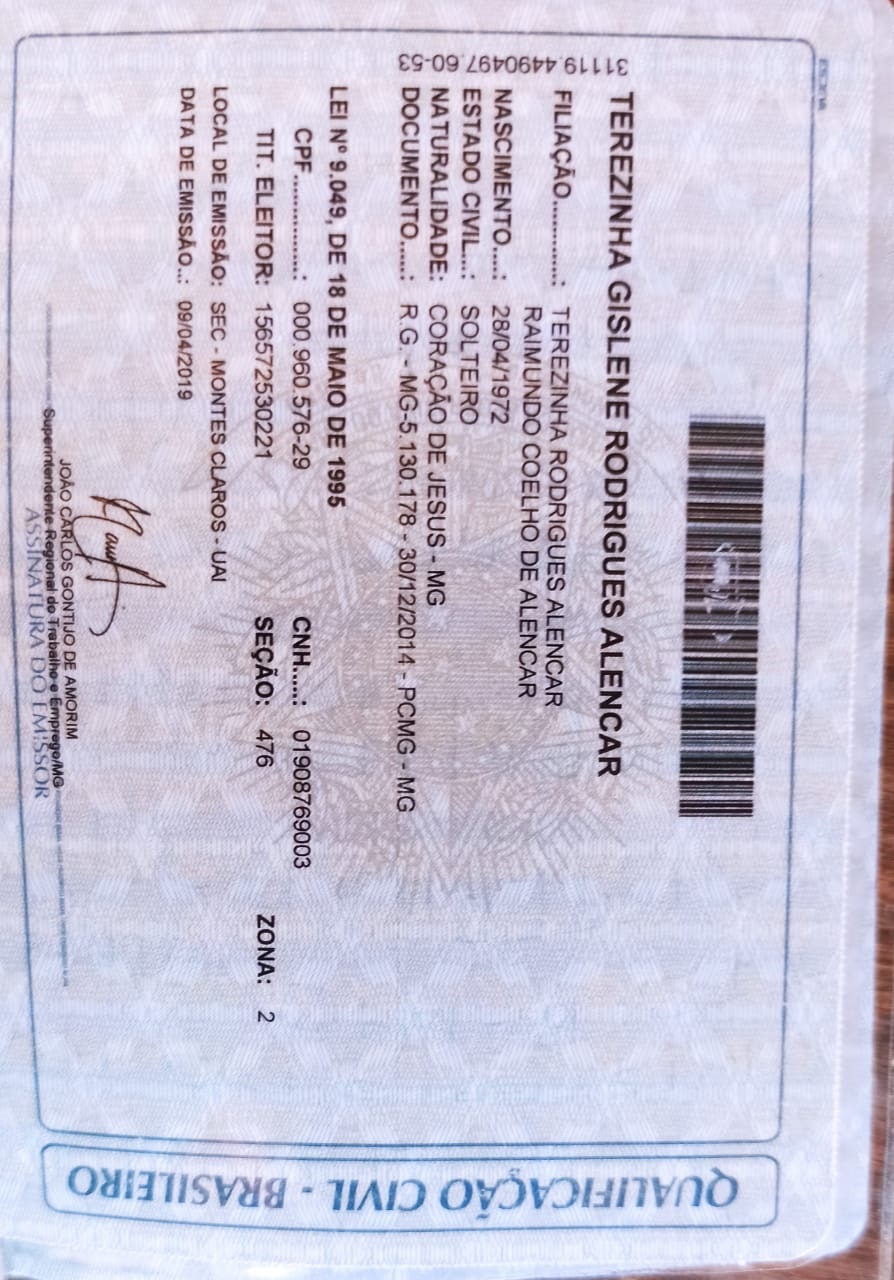 31119.4490497.60-53
TEREZINHA GISLENE RODRIGUES ALENCAR
FILIAÇÃO............: TEREZINHA RODRIGUES ALENCAR
RAIMUNDO COELHO DE ALENCAR
NASCIMENTO.....: 28/04/1972
ESTADO CIVIL...: SOLTEIRO
NATURALIDADE: CORAÇÃO DE JESUS - MG
DOCUMENTO.....: R.G. - MG-5.130.178 - 30/12/2014 - PCMG - MG
LEI Nº 9.049, DE 18 DE MAIO DE 1995
CPF...............: 000.960.576-29 CNH.....: 01908769003
TIT. ELEITOR: 156572530221 SEÇÃO: 476 ZONA: 2
LOCAL DE EMISSÃO: SEC - MONTES CLAROS - UAI
DATA DE EMISSÃO..: 09/04/2019
JOÃO CARLOS GONTIJO DE AMORIM
Superintendente Regional do Trabalho e Emprego/MG
ASSINATURA DO EMISSOR
QUALIFICAÇÃO CIVIL - BRASILEIRO